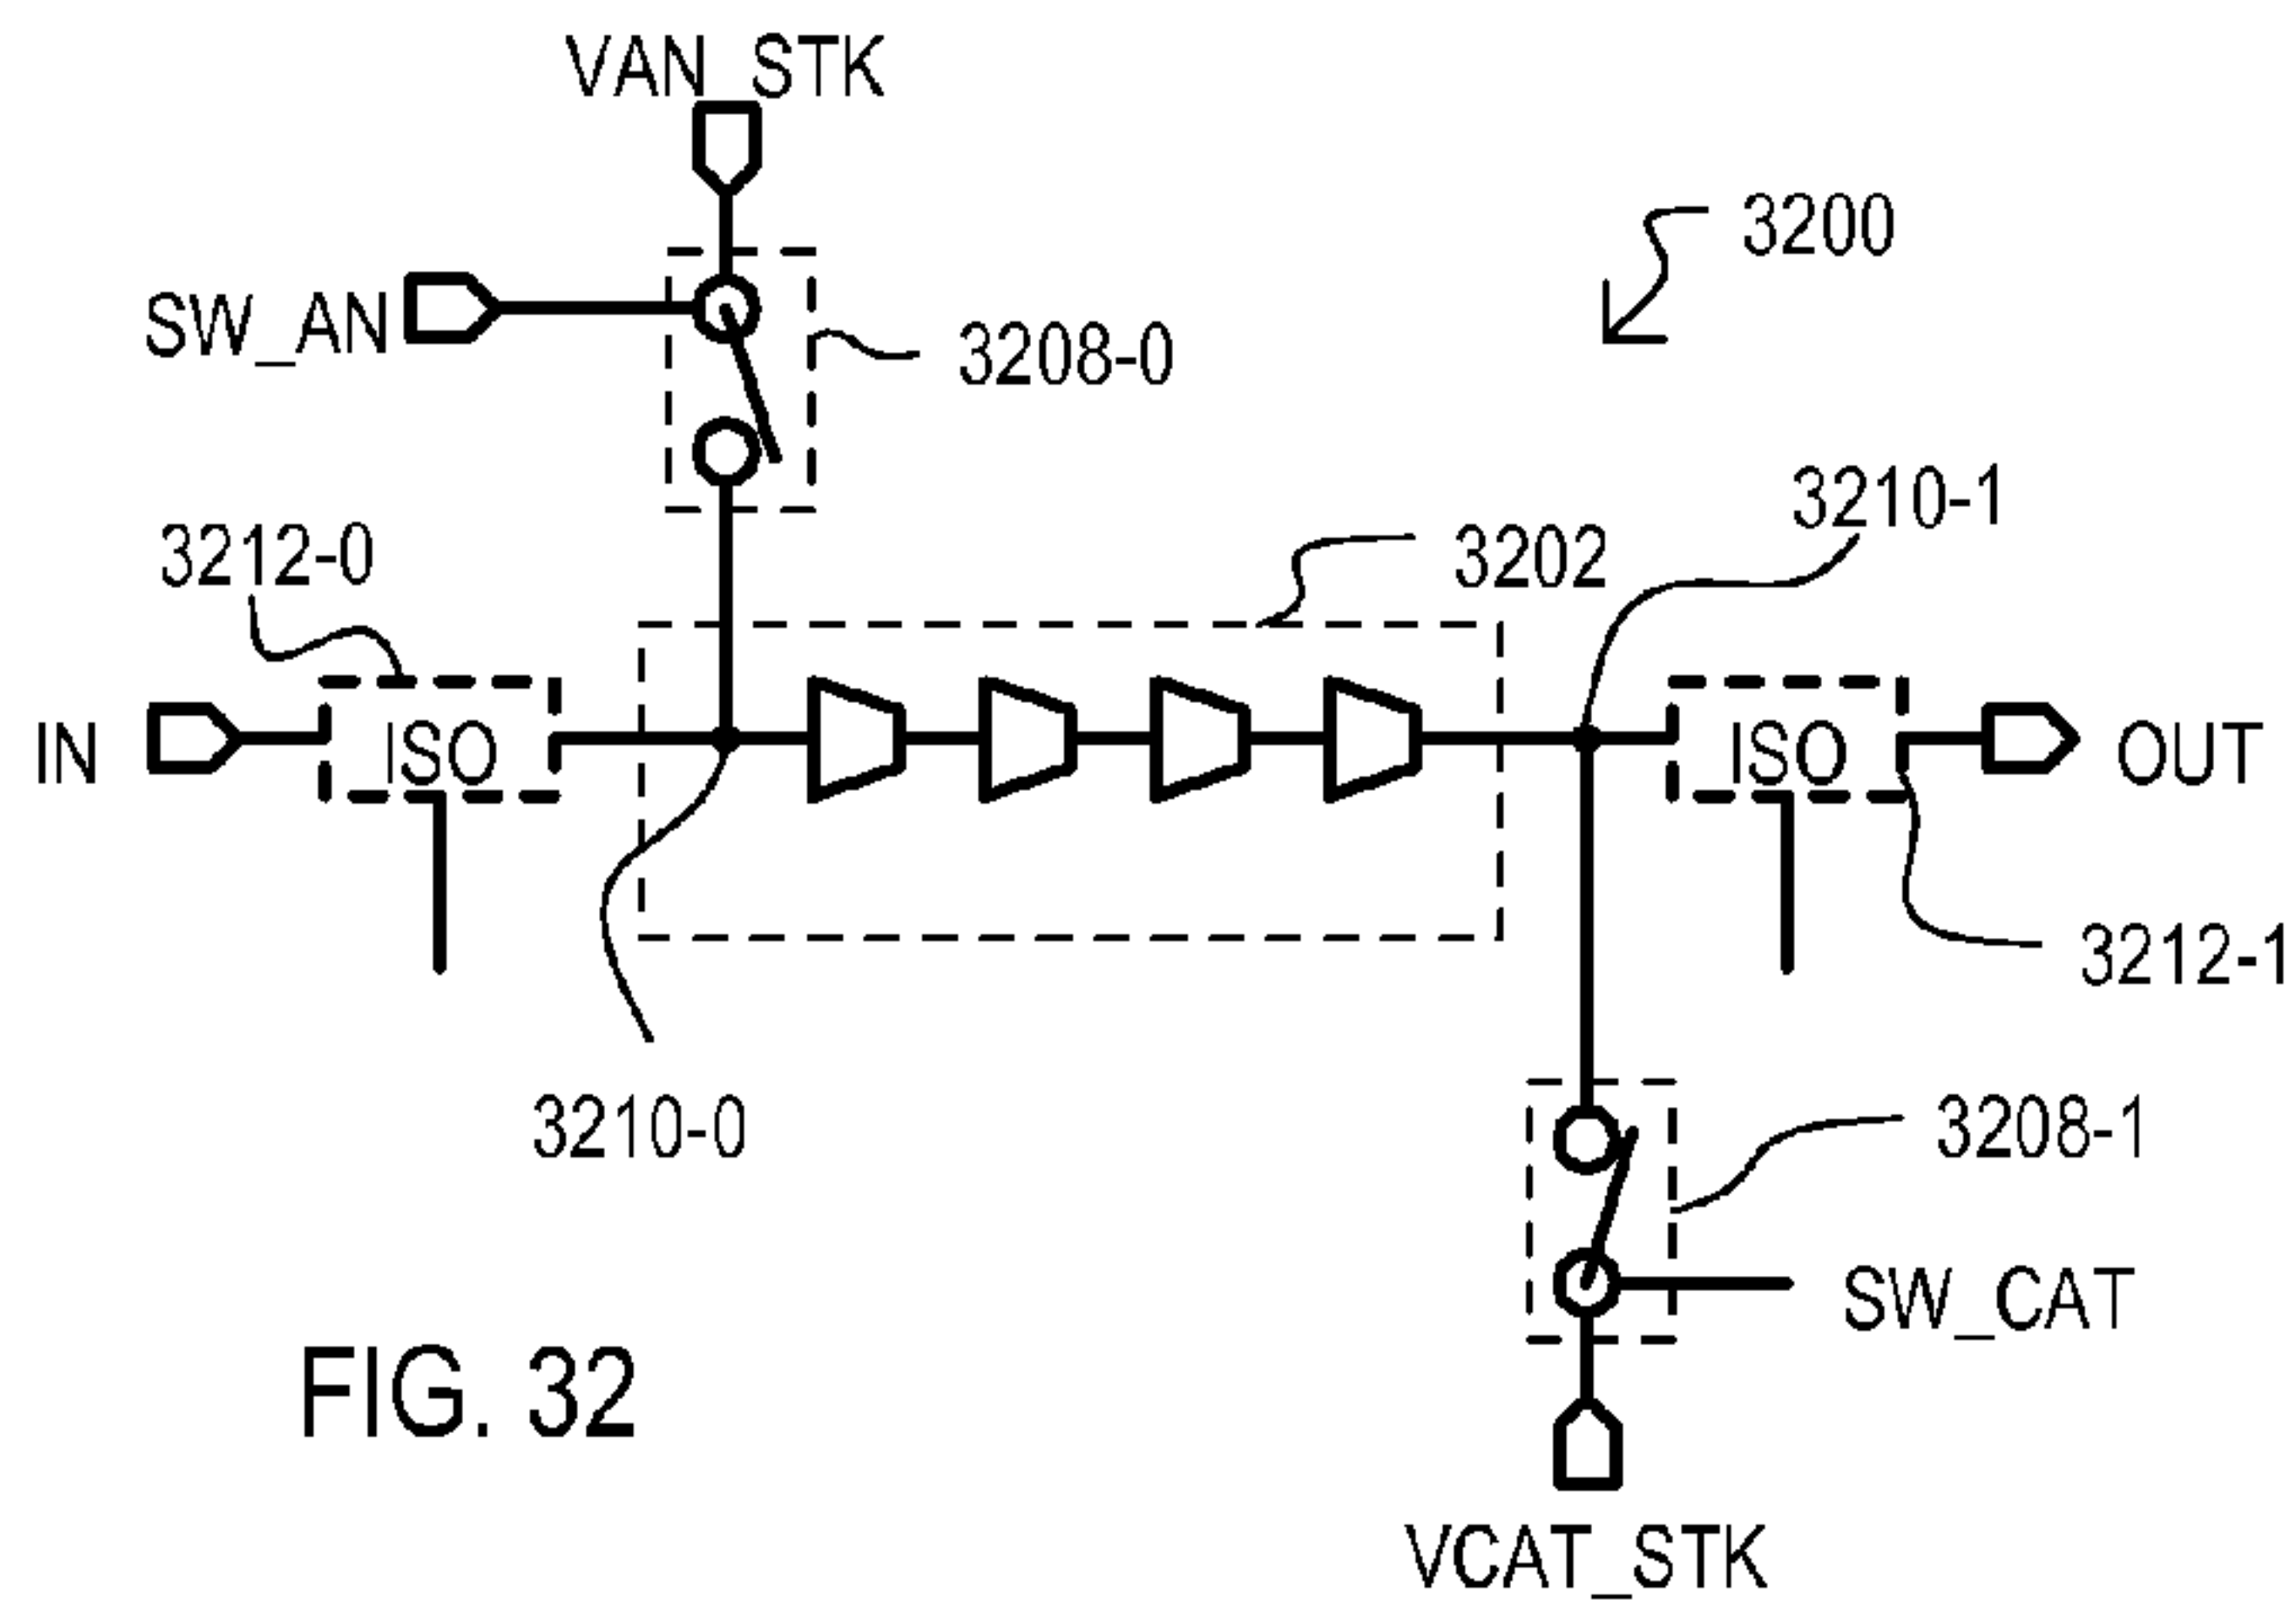 VAN_STK
3200
SW_AN
3208-0
3210-1
3212-0
3202
IN
ISO
ISO
OUT
3212-1
3210-0
3208-1
SW_CAT
FIG. 32
VCAT_STK